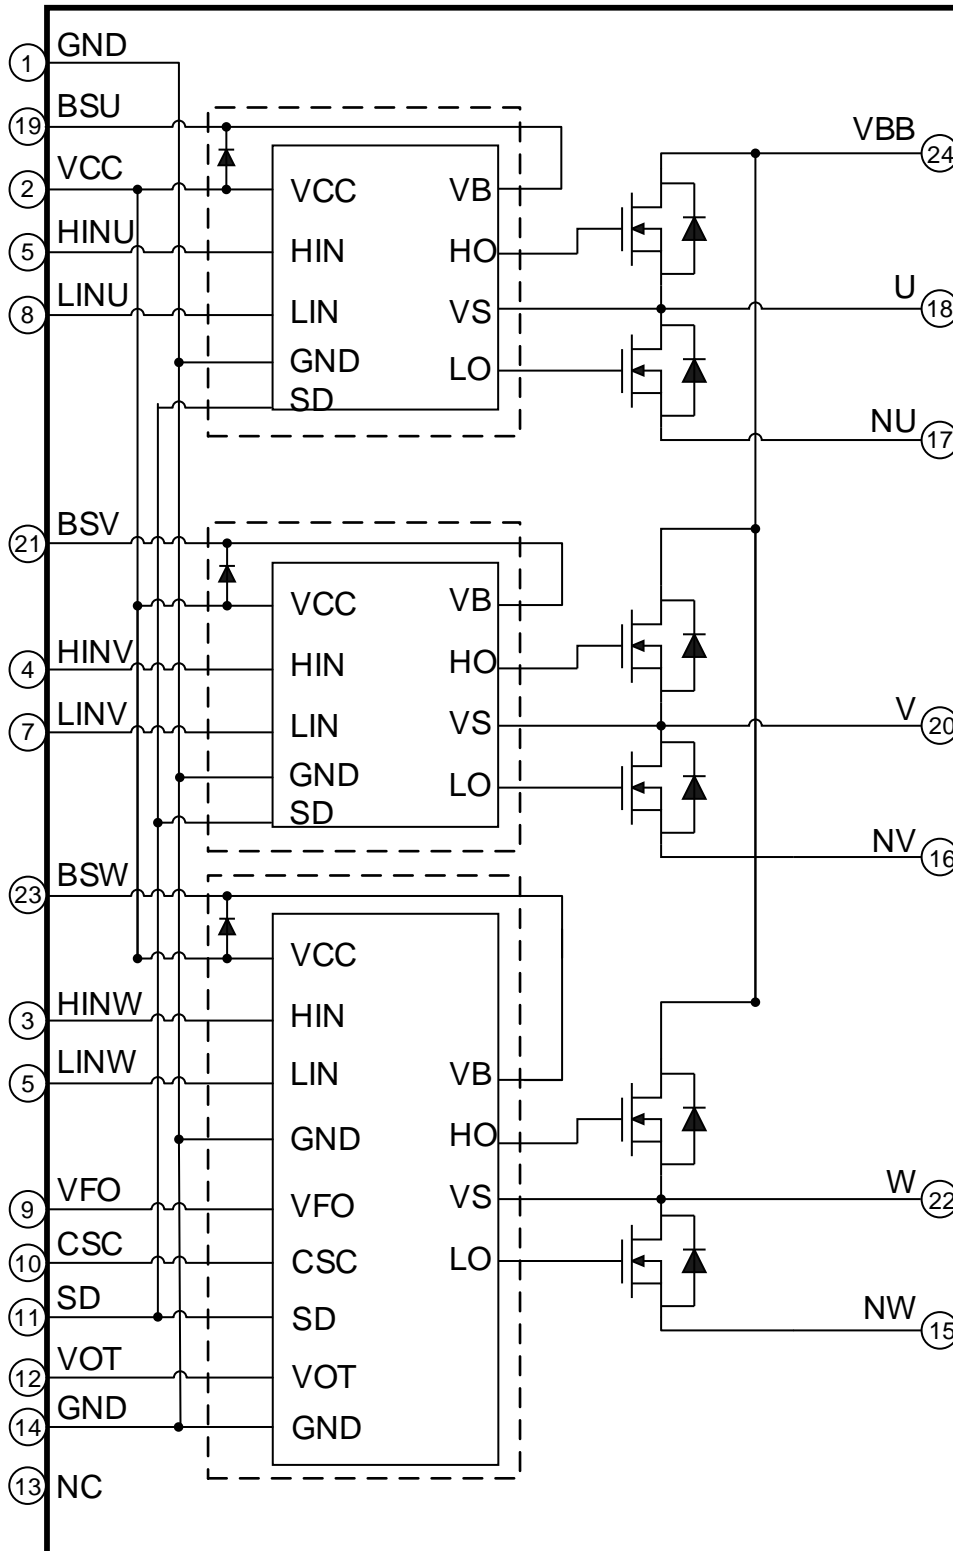 1 GND
19 BSU
2 VCC
5 HINU
8 LINU
VCC
HIN
LIN
GND
SD
VB
HO
VS
LO
VBB 24
U 18
NU 17
21 BSV
4 HINV
7 LINV
VCC
HIN
LIN
GND
SD
VB
HO
VS
LO
V 20
NV 16
23 BSW
3 HINW
5 LINW
9 VFO
10 CSC
11 SD
12 VOT
14 GND
13 NC
VCC
HIN
LIN
GND
VFO
CSC
SD
VOT
GND
VB
HO
VS
LO
W 22
NW 15